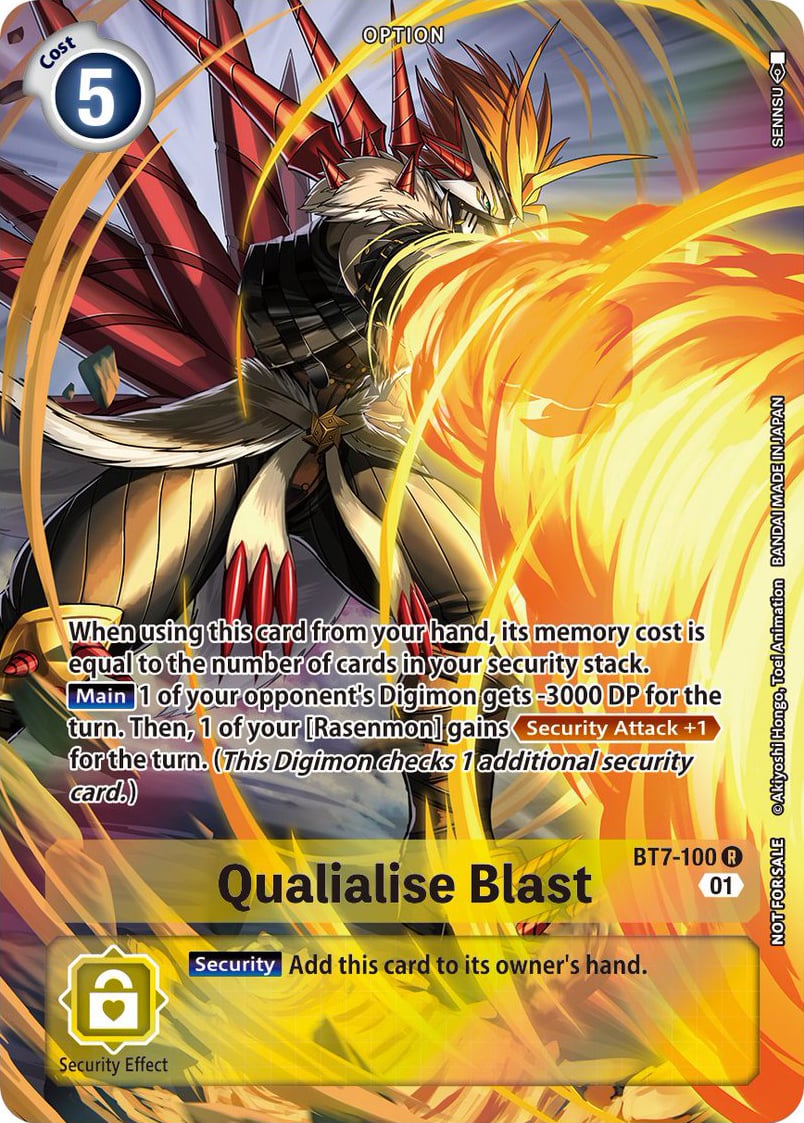 OPTION
Cost
5
SENNSU
When using this card from your hand, its memory cost is
equal to the number of cards in your security stack.
Main 1 of your opponent's Digimon gets -3000 DP for the
turn. Then, 1 of your [Rasenmon] gains Security Attack +1
for the turn. (This Digimon checks 1 additional security
card.)
©Akiyoshi Hongo, Toei Animation BANDAI MADE IN JAPAN
NOT FOR SALE
BT7-100 R
01
Qualialise Blast
Security Add this card to its owner's hand.
Security Effect